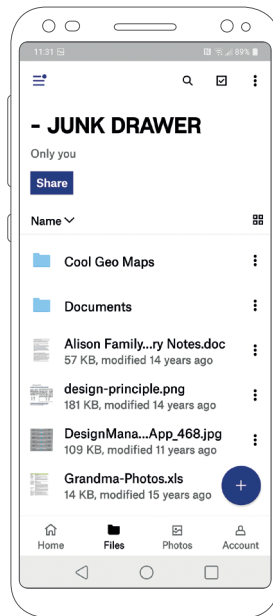 11:31
89%
- JUNK DRAWER
Only you
Share
Name
Cool Geo Maps
Documents
Alison Family...ry Notes.doc
57 KB, modified 14 years ago
design-principle.png
181 KB, modified 14 years ago
DesignMana...App_468.jpg
109 KB, modified 11 years ago
Grandma-Photos.xls
14 KB, modified 15 years ago
Home Files Photos Account